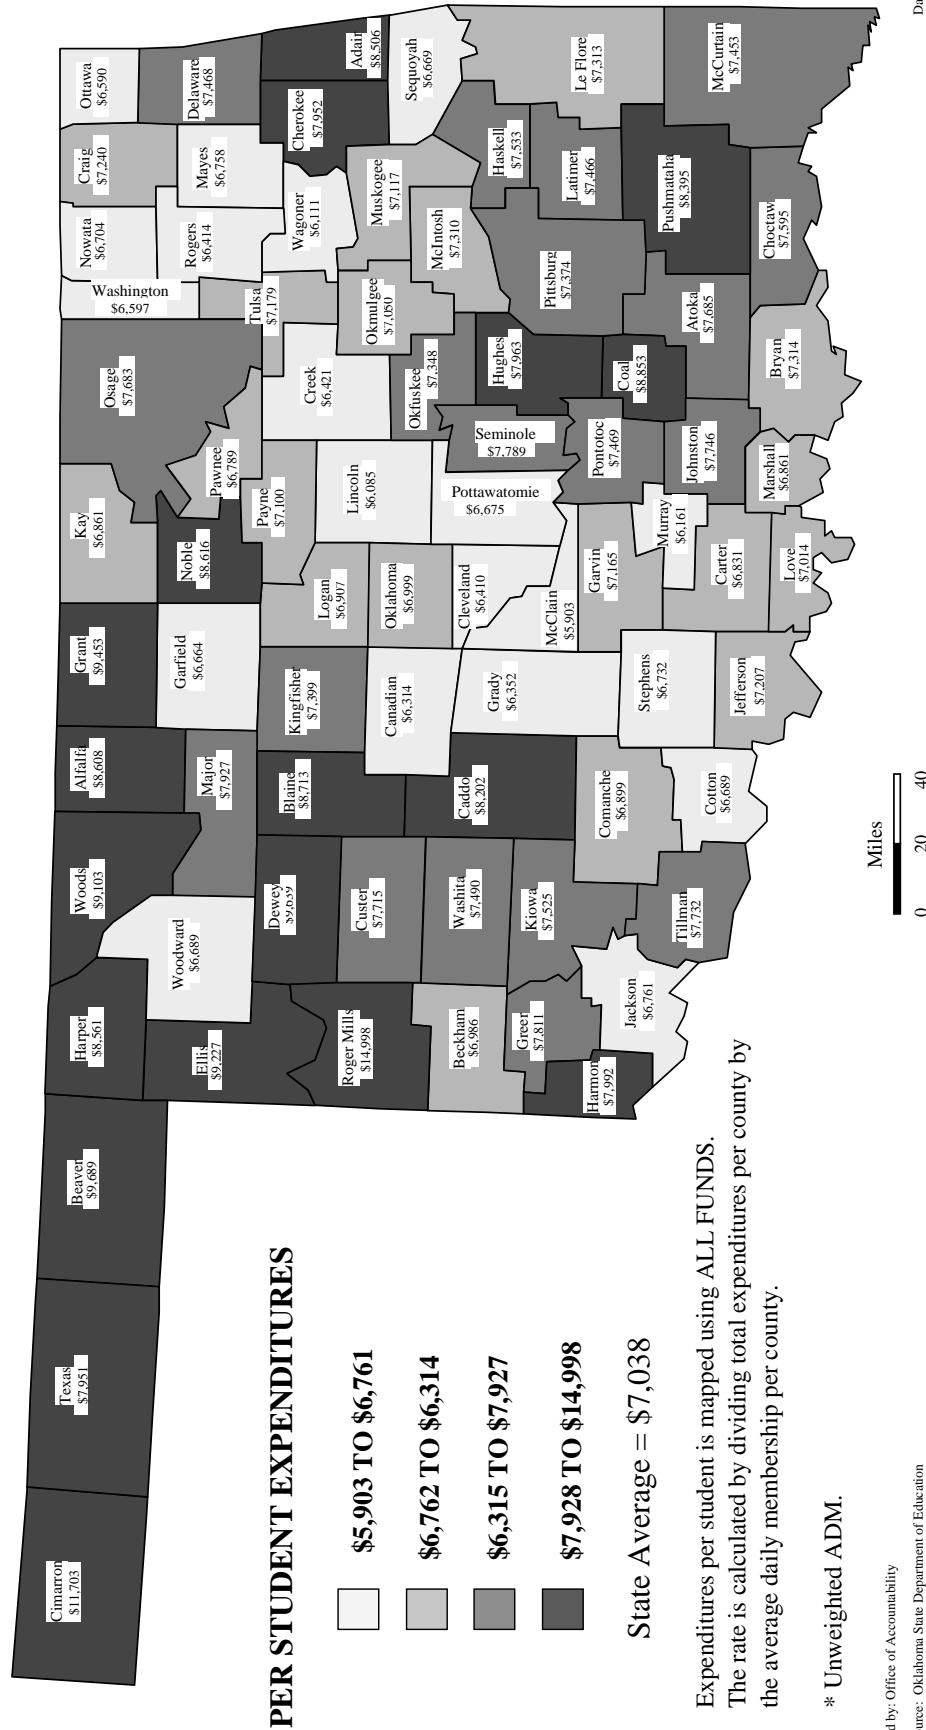 Cimarron
$11,703
Texas
$7,951
Beaver
$9,689
Harper
$8,561
Woods
$9,103
Alfalfa
$8,608
Grant
$9,453
Kay
$6,861
Osage
$7,683
Washington
$6,597
Nowata
$6,704
Craig
$7,240
Ottawa
$6,590
Ellis
$9,227
Woodward
$6,689
Major
$7,927
Garfield
$6,664
Noble
$8,616
Pawnee
$6,789
Rogers
$6,414
Mayes
$6,758
Delaware
$7,468
Dewey
$9,639
Blaine
$8,713
Kingfisher
$7,399
Logan
$6,907
Payne
$7,100
Creek
$6,421
Tulsa
$7,179
Wagoner
$6,111
Cherokee
$7,952
Adair
$8,506
Roger Mills
$14,998
Custer
$7,715
Canadian
$6,314
Oklahoma
$6,999
Lincoln
$6,085
Okfuskee
$7,348
Okmulgee
$7,050
Muskogee
$7,117
Sequoyah
$6,669
Beckham
$6,986
Washita
$7,490
Caddo
$8,202
Grady
$6,352
Cleveland
$6,410
Pottawatomie
$6,675
Seminole
$7,789
Hughes
$7,963
McIntosh
$7,310
Haskell
$7,533
Greer
$7,811
Kiowa
$7,525
McClain
$5,903
Garvin
$7,165
Pontotoc
$7,469
Pittsburg
$7,374
Latimer
$7,466
Le Flore
$7,313
Harmon
$7,992
Jackson
$6,761
Comanche
$6,899
Stephens
$6,732
Murray
$6,161
Coal
$8,853
Pushmataha
$8,395
Tillman
$7,732
Cotton
$6,689
Jefferson
$7,207
Carter
$6,831
Johnston
$7,746
Atoka
$7,685
McCurtain
$7,453
Love
$7,014
Marshall
$6,861
Bryan
$7,314
Choctaw
$7,595
PER STUDENT EXPENDITURES
$5,903 TO $6,761
$6,762 TO $6,314
$6,315 TO $7,927
$7,928 TO $14,998
State Average = $7,038
Expenditures per student is mapped using ALL FUNDS.
The rate is calculated by dividing total expenditures per county by
the average daily membership per county.
* Unweighted ADM.
Miles
0 20 40
d by: Office of Accountability
urce: Oklahoma State Department of Education
Da